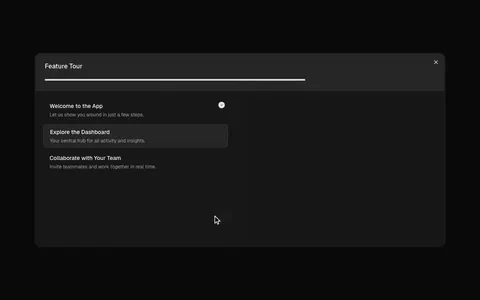 Feature Tour
Welcome to the App
Let us show you around in just a few steps.
Explore the Dashboard
Your central hub for all activity and insights.
Collaborate with Your Team
Invite teammates and work together in real time.